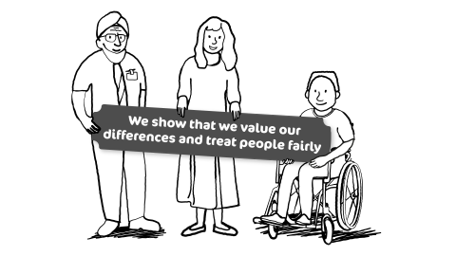 We show that we value our
differences and treat people fairly